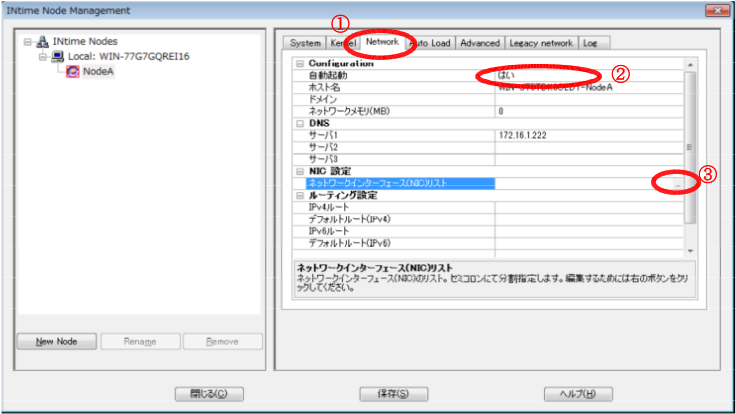 INtime Node Management
①
INtime Nodes
Local: WIN-77G7GQREI16
NodeA
System Kernel Network Auto Load Advanced Legacy network Log
Configuration
自動起動 はい ②
ホスト名
ドメイン
ネットワークメモリ(MB) 0
DNS
サーバ1 172.16.1.222
サーバ2
サーバ3
NIC 設定
ネットワークインターフェース(NIC)リスト ... ③
ルーティング設定
IPv4ルート
デフォルトルート(IPv4)
IPv6ルート
デフォルトルート(IPv6)
ネットワークインターフェース(NIC)リスト
ネットワークインターフェース(NIC)のリスト。セミコロンにて分割指定します。編集するためには右のボタンをクリ
ックしてください。
New Node Rename Remove
閉じる(C) 保存(S) ヘルプ(H)